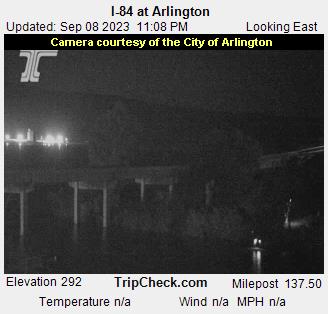 I-84 at Arlington
Updated: Sep 08 2023 11:08 PM Looking East
Camera courtesy of the City of Arlington
Elevation 292 TripCheck.com Milepost 137.50
Temperature n/a Wind n/a MPH n/a